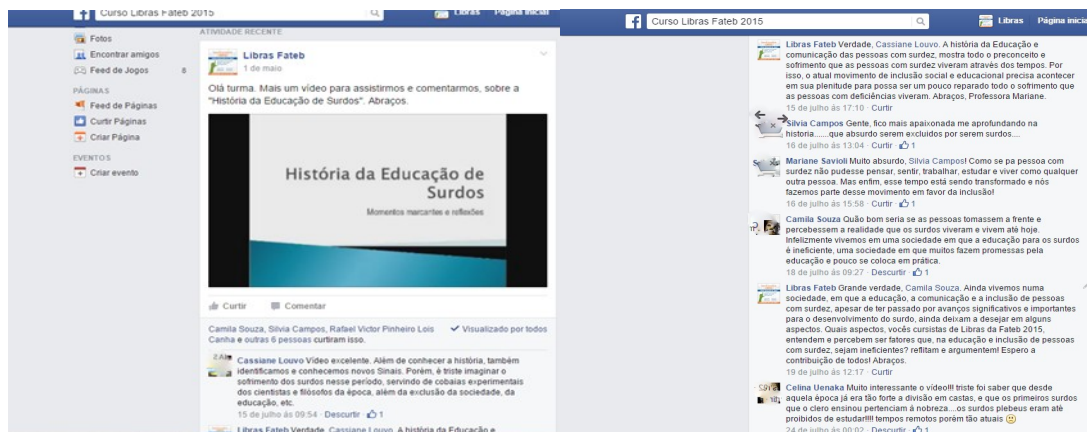 Curso Libras Fateb 2015
Libras Página inicial
Fotos
Encontrar amigos
Feed de Jogos 8
PÁGINAS
Feed de Páginas
Curtir Páginas
Criar Página
EVENTOS
Criar evento
ATIVIDADE RECENTE
Libras Fateb
1 de maio
Olá turma. Mais um vídeo para assistirmos e comentarmos, sobre a
"História da Educação de Surdos". Abraços.
História da Educação de
Surdos
Momentos marcantes e reflexões
Curtir Comentar
Camila Souza, Silvia Campos, Rafael Victor Pinheiro Lois
Canha e outras 6 pessoas curtiram isso.
Visualizado por todos
Cassiane Louvo Vídeo excelente. Além de conhecer a história, também
identificamos e conhecemos novos Sinais. Porém, é triste imaginar o
sofrimento dos surdos nesse período, servindo de cobaias experimentais
dos cientistas e filósofos da época, além da exclusão da sociedade, da
educação, etc.
15 de julho às 09:54 · Descurtir · 1
Libras Fateb Verdade, Cassiane Louvo. A história da Educação e
Curso Libras Fateb 2015
Libras Página inicia
Libras Fateb Verdade, Cassiane Louvo. A história da Educação e
comunicação das pessoas com surdez, mostra todo o preconceito e
sofrimento que as pessoas com surdez viveram através dos tempos. Por
isso, o atual movimento de inclusão social e educacional precisa acontecer
em sua plenitude para possa ser um pouco reparado todo o sofrimento que
as pessoas com deficiências viveram. Abraços, Professora Mariane.
15 de julho às 17:10 · Curtir
Silvia Campos Gente, fico mais apaixonada me aprofundando na
historia.......que absurdo serem excluidos por serem surdos....
16 de julho às 13:04 · Curtir · 1
Mariane Savioli Muito absurdo, Silvia Campos! Como se pa pessoa com
surdez não pudesse pensar, sentir, trabalhar, estudar e viver como qualquer
outra pessoa. Mas enfim, esse tempo está sendo transformado e nós
fazemos parte desse movimento em favor da inclusão!
16 de julho às 15:58 · Curtir · 1
Camila Souza Quão bom seria se as pessoas tomassem a frente e
percebessem a realidade que os surdos viveram e vivem até hoje.
Infelizmente vivemos em uma sociedade em que a educação para os surdos
é ineficiente, uma sociedade em que muitos fazem promessas pela
educação e pouco se coloca em prática.
18 de julho às 09:27 · Descurtir · 1
Libras Fateb Grande verdade, Camila Souza. Ainda vivemos numa
sociedade, em que a educação, a comunicação e a inclusão de pessoas
com surdez, apesar de ter passado por avanços significativos e importantes
para o desenvolvimento do surdo, ainda deixam a desejar em alguns
aspectos. Quais aspectos, vocês cursistas de Libras da Fateb 2015,
entendem e percebem ser fatores que, na educação e inclusão de pessoas
com surdez, sejam ineficientes? reflitam e argumentem! Espero a
contribuição de todos! Abraços.
19 de julho às 12:17 · Curtir
Celina Uenaka Muito interessante o vídeo!!! triste foi saber que desde
aquela época já era tão forte a divisão em castas, e que os primeiros surdos
que o clero ensinou pertenciam á nobreza....os surdos plebeus eram até
proibidos de estudar!!!! tempos remotos porém tão atuais
24 de julho às 00:02 · Descurtir · 1